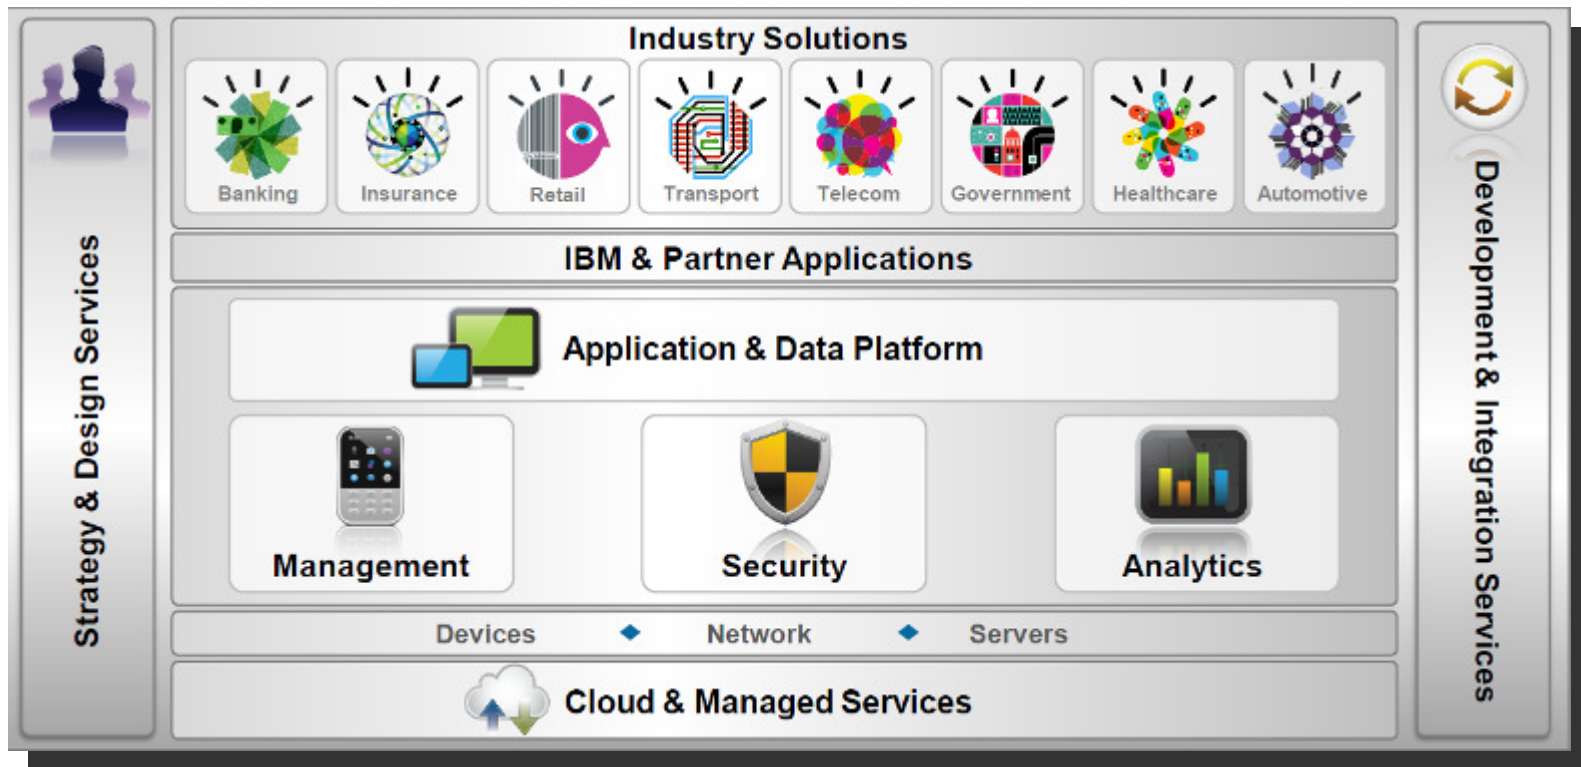 Industry Solutions
Banking
Insurance
Retail
Transport
Telecom
Government
Healthcare
Automotive
IBM & Partner Applications
Application & Data Platform
Management
Security
Analytics
Devices
Network
Servers
Cloud & Managed Services
Strategy & Design Services
Development & Integration Services